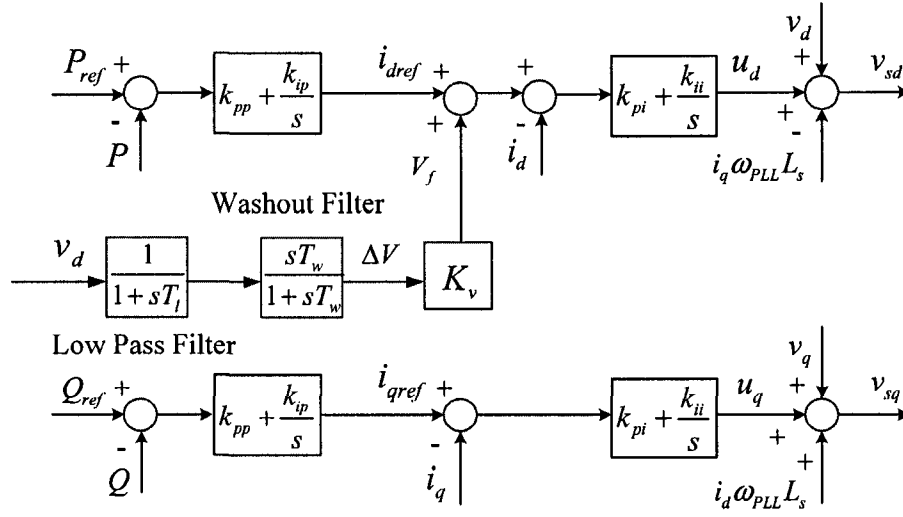 v_d
P_ref + k_pp + k_ip/s i_dref + + k_pi + k_ii/s u_d + v_sd
- + - + -
P V_f i_d i_q ω_PLL L_s
Washout Filter
v_d 1/(1+sT_l) sT_w/(1+sT_w) ΔV K_v
Low Pass Filter
v_q
Q_ref + k_pp + k_ip/s i_qref + k_pi + k_ii/s u_q + v_sq
- - + +
Q i_q i_d ω_PLL L_s